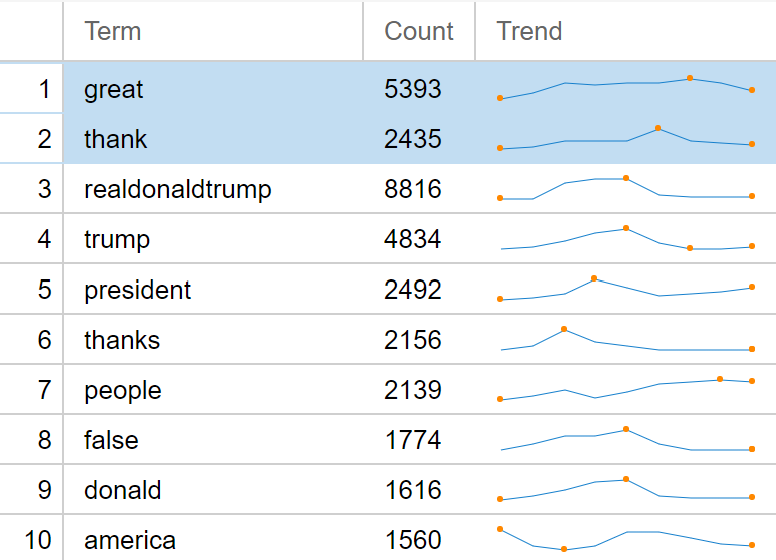 Term Count Trend
1 great 5393
2 thank 2435
3 realdonaldtrump 8816
4 trump 4834
5 president 2492
6 thanks 2156
7 people 2139
8 false 1774
9 donald 1616
10 america 1560